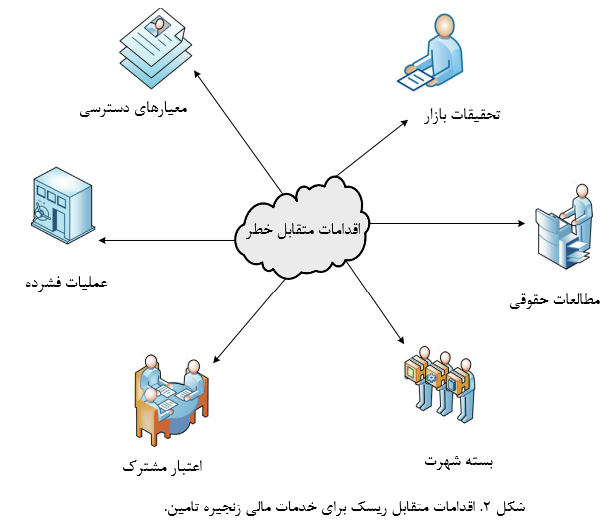 معیارهای دسترسی
تحقیقات بازار
اقدامات متقابل خطر
عملیات فشرده
مطالعات حقوقی
اعتبار مشترک
بسته شهرت
شکل ۲. اقدامات متقابل ریسک برای خدمات مالی زنجیره تامین.